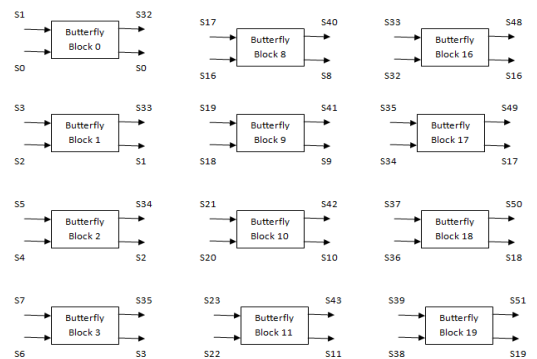 S1 S32
Butterfly
Block 0
S0 S0
S17 S40
Butterfly
Block 8
S16 S8
S33 S48
Butterfly
Block 16
S32 S16
S3 S33
Butterfly
Block 1
S2 S1
S19 S41
Butterfly
Block 9
S18 S9
S35 S49
Butterfly
Block 17
S34 S17
S5 S34
Butterfly
Block 2
S4 S2
S21 S42
Butterfly
Block 10
S20 S10
S37 S50
Butterfly
Block 18
S36 S18
S7 S35
Butterfly
Block 3
S6 S3
S23 S43
Butterfly
Block 11
S22 S11
S39 S51
Butterfly
Block 19
S38 S19